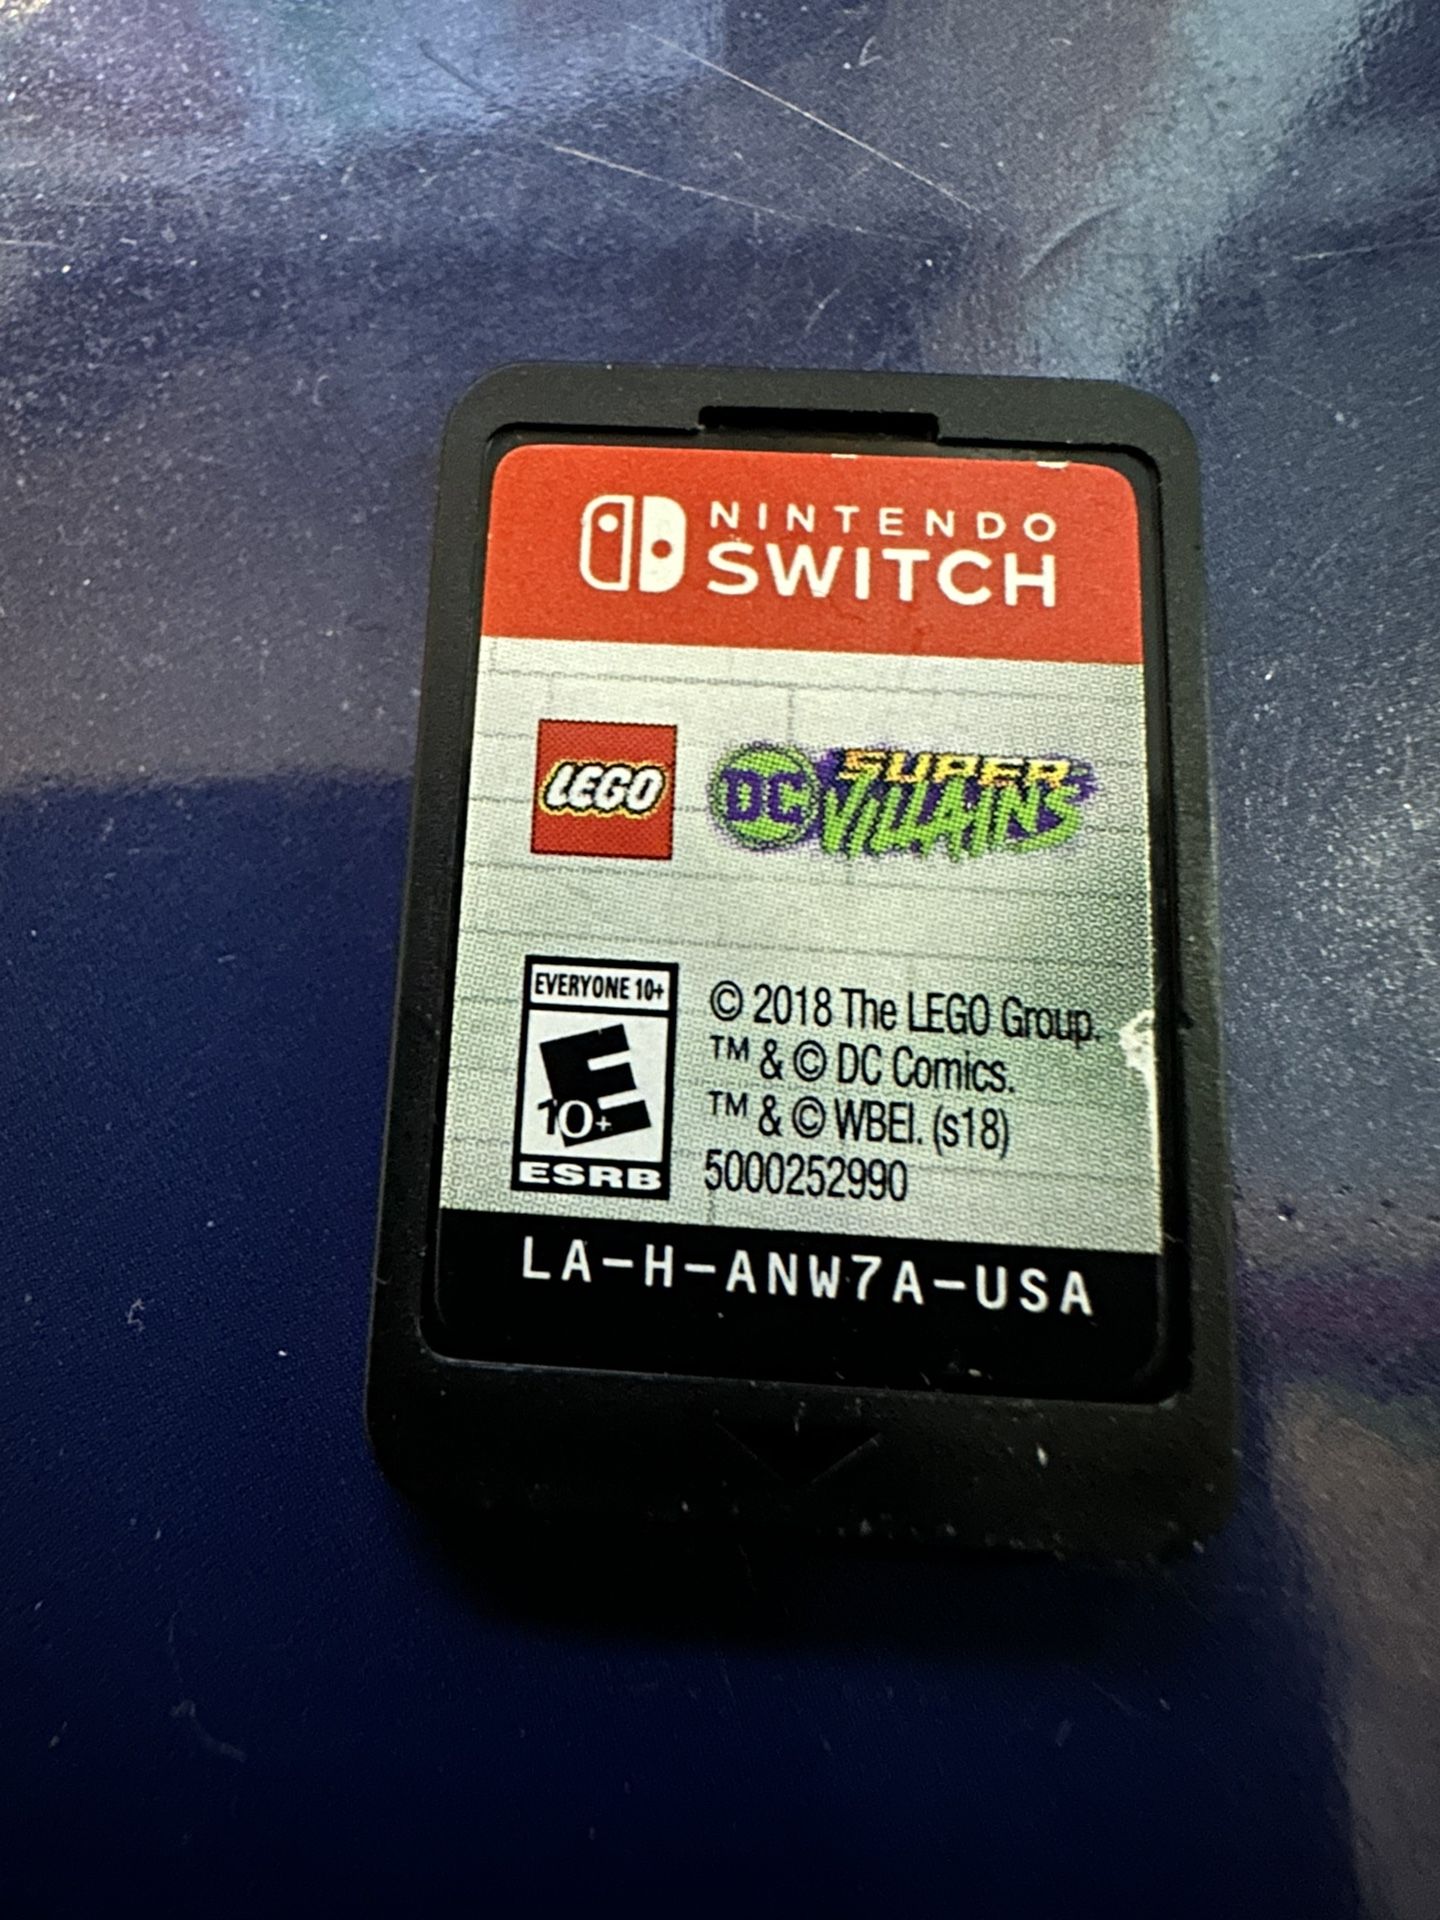 NINTENDO
SWITCH
LEGO
DC SUPER
VILLAINS
EVERYONE 10+
E
10+
ESRB
© 2018 The LEGO Group.
™ & © DC Comics.
™ & © WBEI. (s18)
5000252990
LA-H-ANW7A-USA